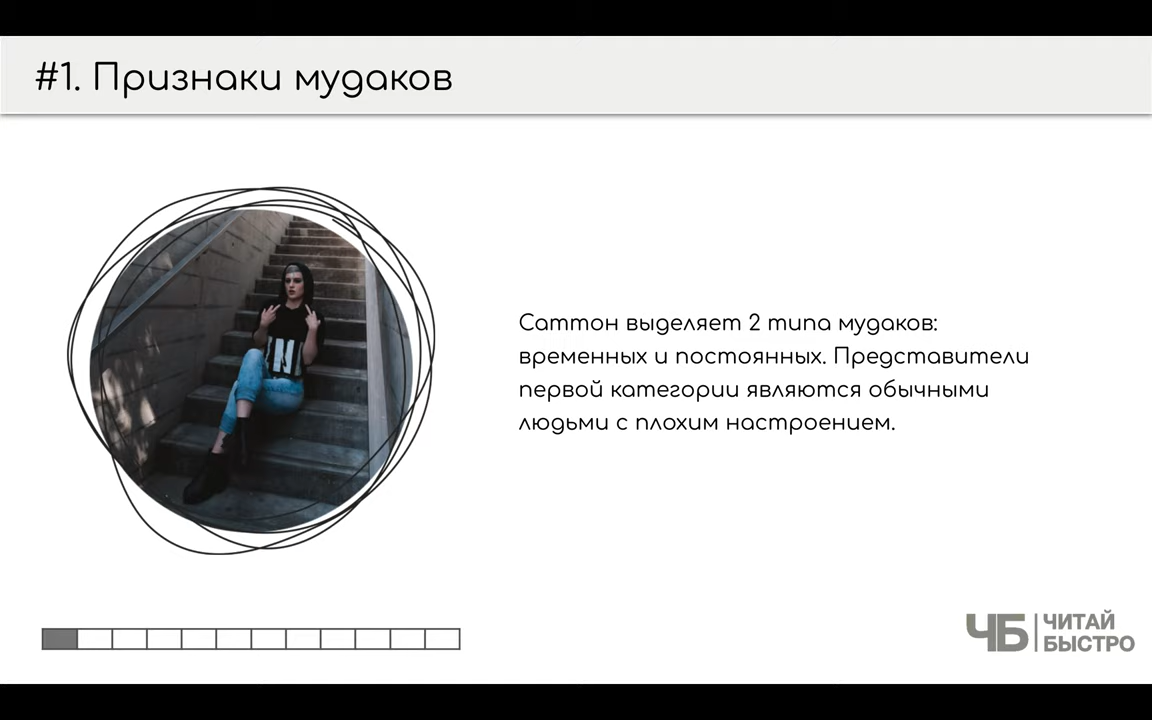 #1. Признаки мудаков
Саттон выделяет 2 типа мудаков:
временных и постоянных. Представители
первой категории являются обычными
людьми с плохим настроением.
ЧБ
ЧИТАЙ
БЫСТРО